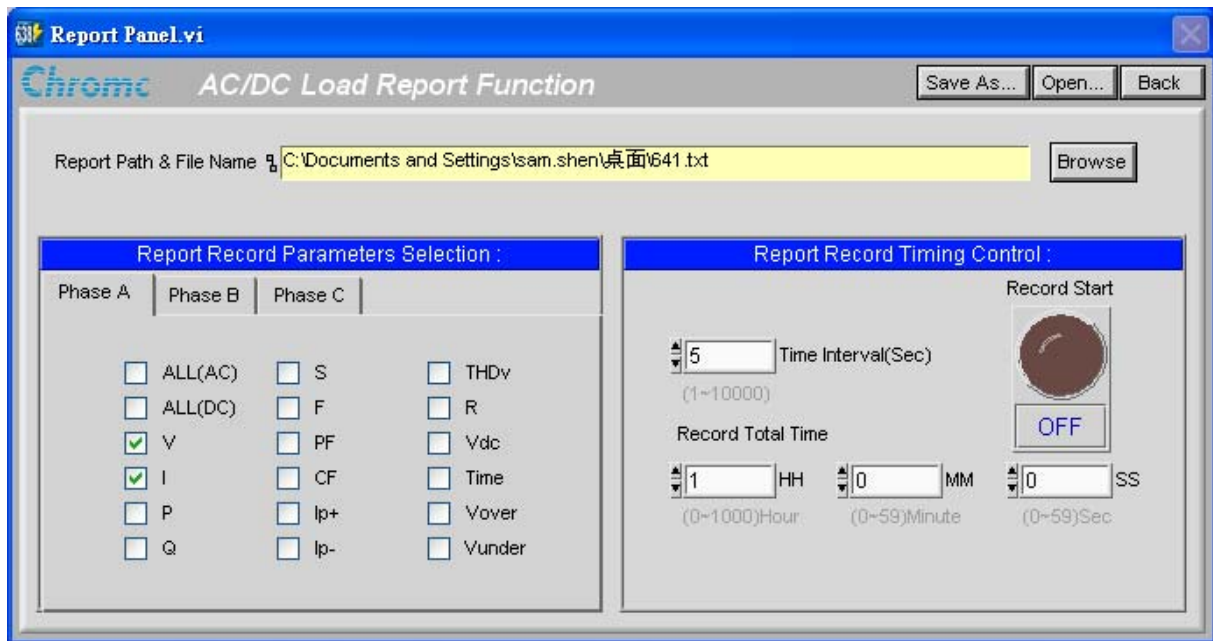 Report Panel.vi
Chroma AC/DC Load Report Function Save As... Open... Back
Report Path & File Name C:\Documents and Settings\sam.shen\桌面\641.txt Browse
Report Record Parameters Selection :
Phase A Phase B Phase C
ALL(AC) S THDv
ALL(DC) F R
V PF Vdc
I CF Time
P Ip+ Vover
Q Ip- Vunder
Report Record Timing Control :
Record Start
5 Time Interval(Sec)
(1~10000)
OFF
Record Total Time
1 HH 0 MM 0 SS
(0~1000)Hour (0~59)Minute (0~59)Sec